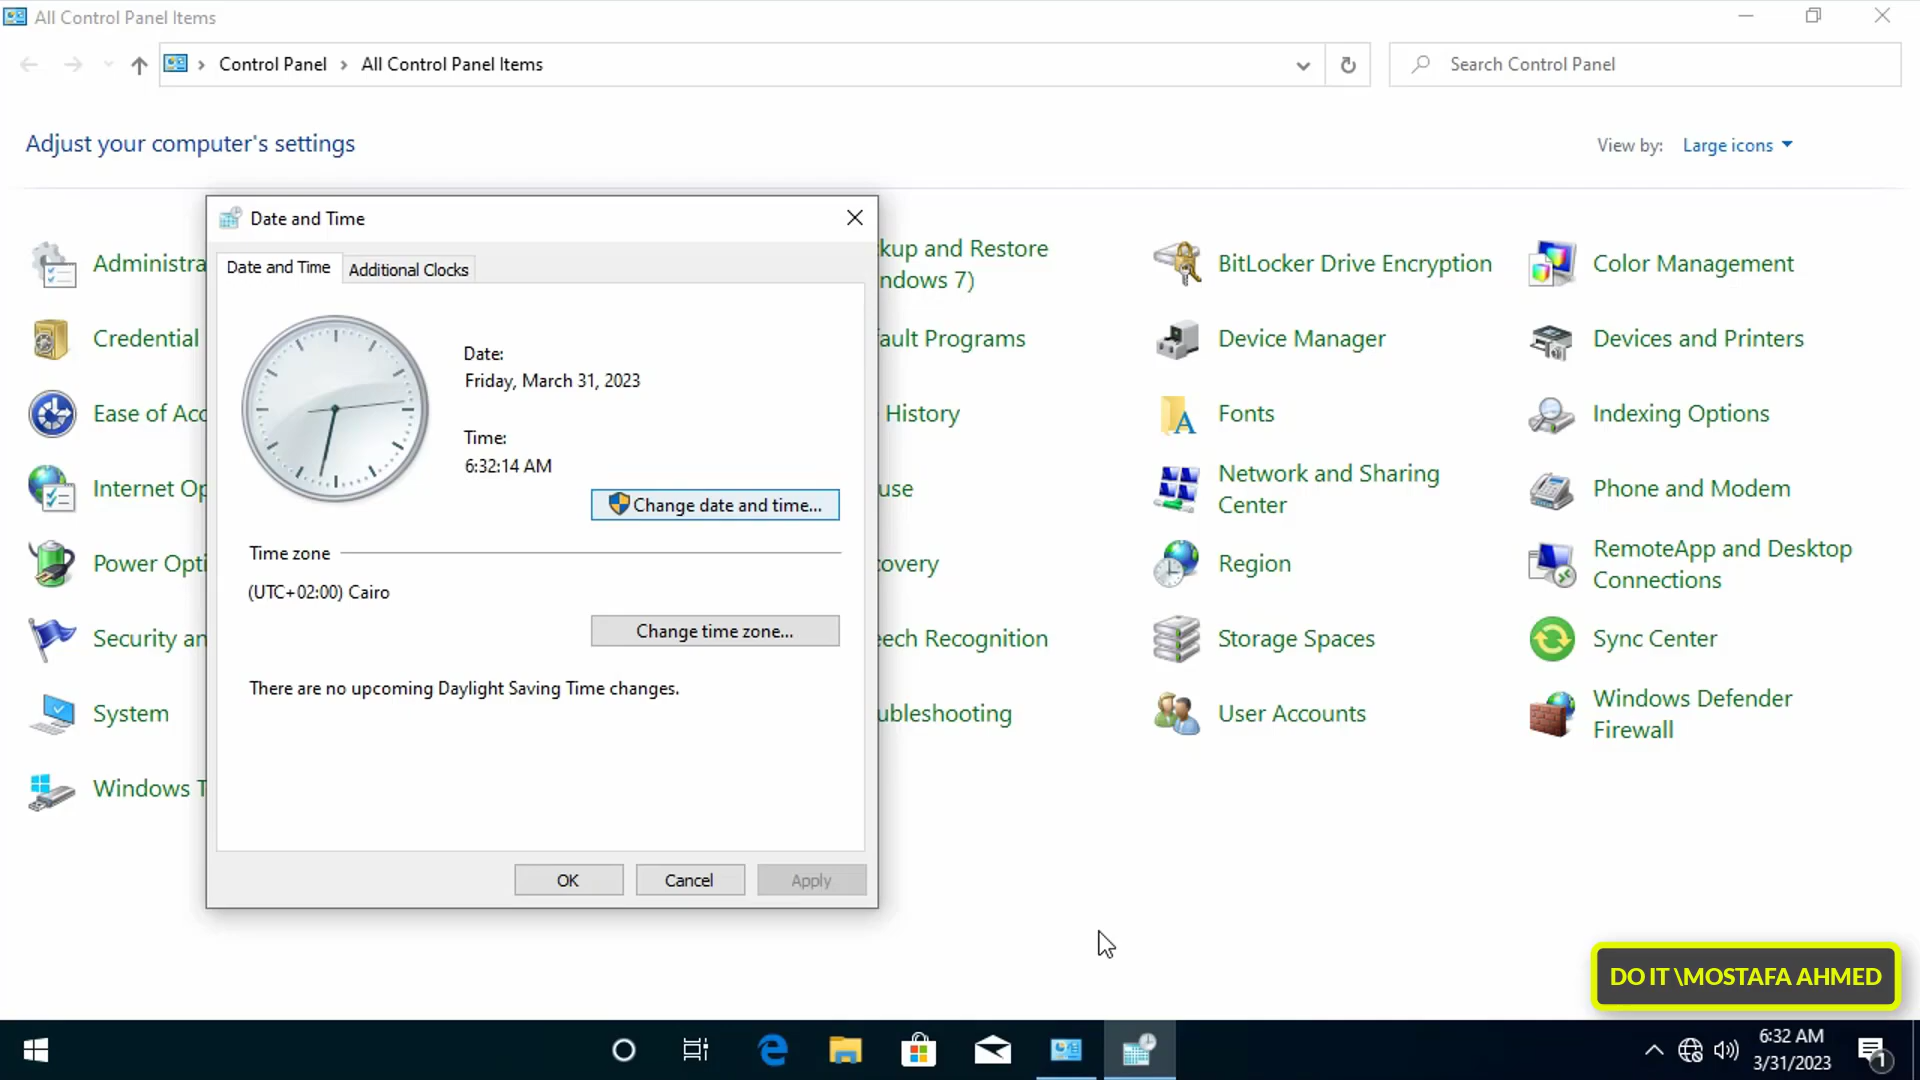 All Control Panel Items
Control Panel
All Control Panel Items
Search Control Panel
Adjust your computer's settings
View by:
Large icons
Date and Time
Date and Time
Additional Clocks
Date:
Friday, March 31, 2023
Time:
6:32:14 AM
Change date and time...
Time zone
(UTC+02:00) Cairo
Change time zone...
There are no upcoming Daylight Saving Time changes.
OK
Cancel
Apply
Administra
kup and Restore
ndows 7)
BitLocker Drive Encryption
Color Management
Credential
ault Programs
Device Manager
Devices and Printers
Ease of Acc
History
Fonts
Indexing Options
Internet Op
use
Network and Sharing
Center
Phone and Modem
Power Opti
covery
Region
RemoteApp and Desktop
Connections
Security an
eech Recognition
Storage Spaces
Sync Center
System
ubleshooting
User Accounts
Windows Defender
Firewall
Windows T
DO IT \MOSTAFA AHMED
6:32 AM
3/31/2023
1